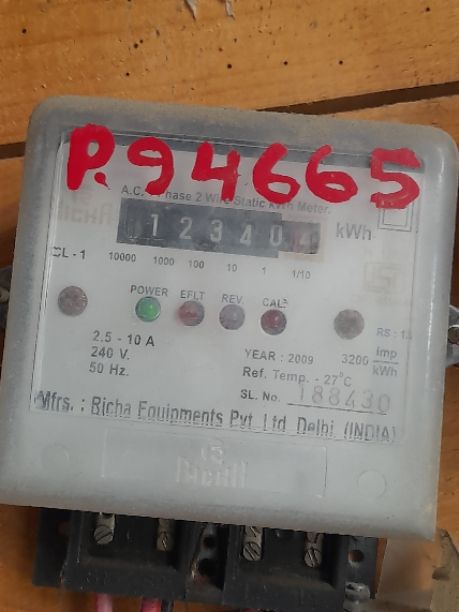 P.94665
A.C. Phase 2 Wire Static kWh Meter.
RICHA
123404 kWh
CL-1 10000 1000 100 10 1 1/10
POWER EFLT REV. CAL.
2.5 - 10 A
240 V.
50 Hz.
YEAR : 2009 3200 imp/kWh
Ref. Temp. - 27°C
SL. No. 188430
Mfrs. : Richa Equipments Pvt. Ltd. Delhi (INDIA)